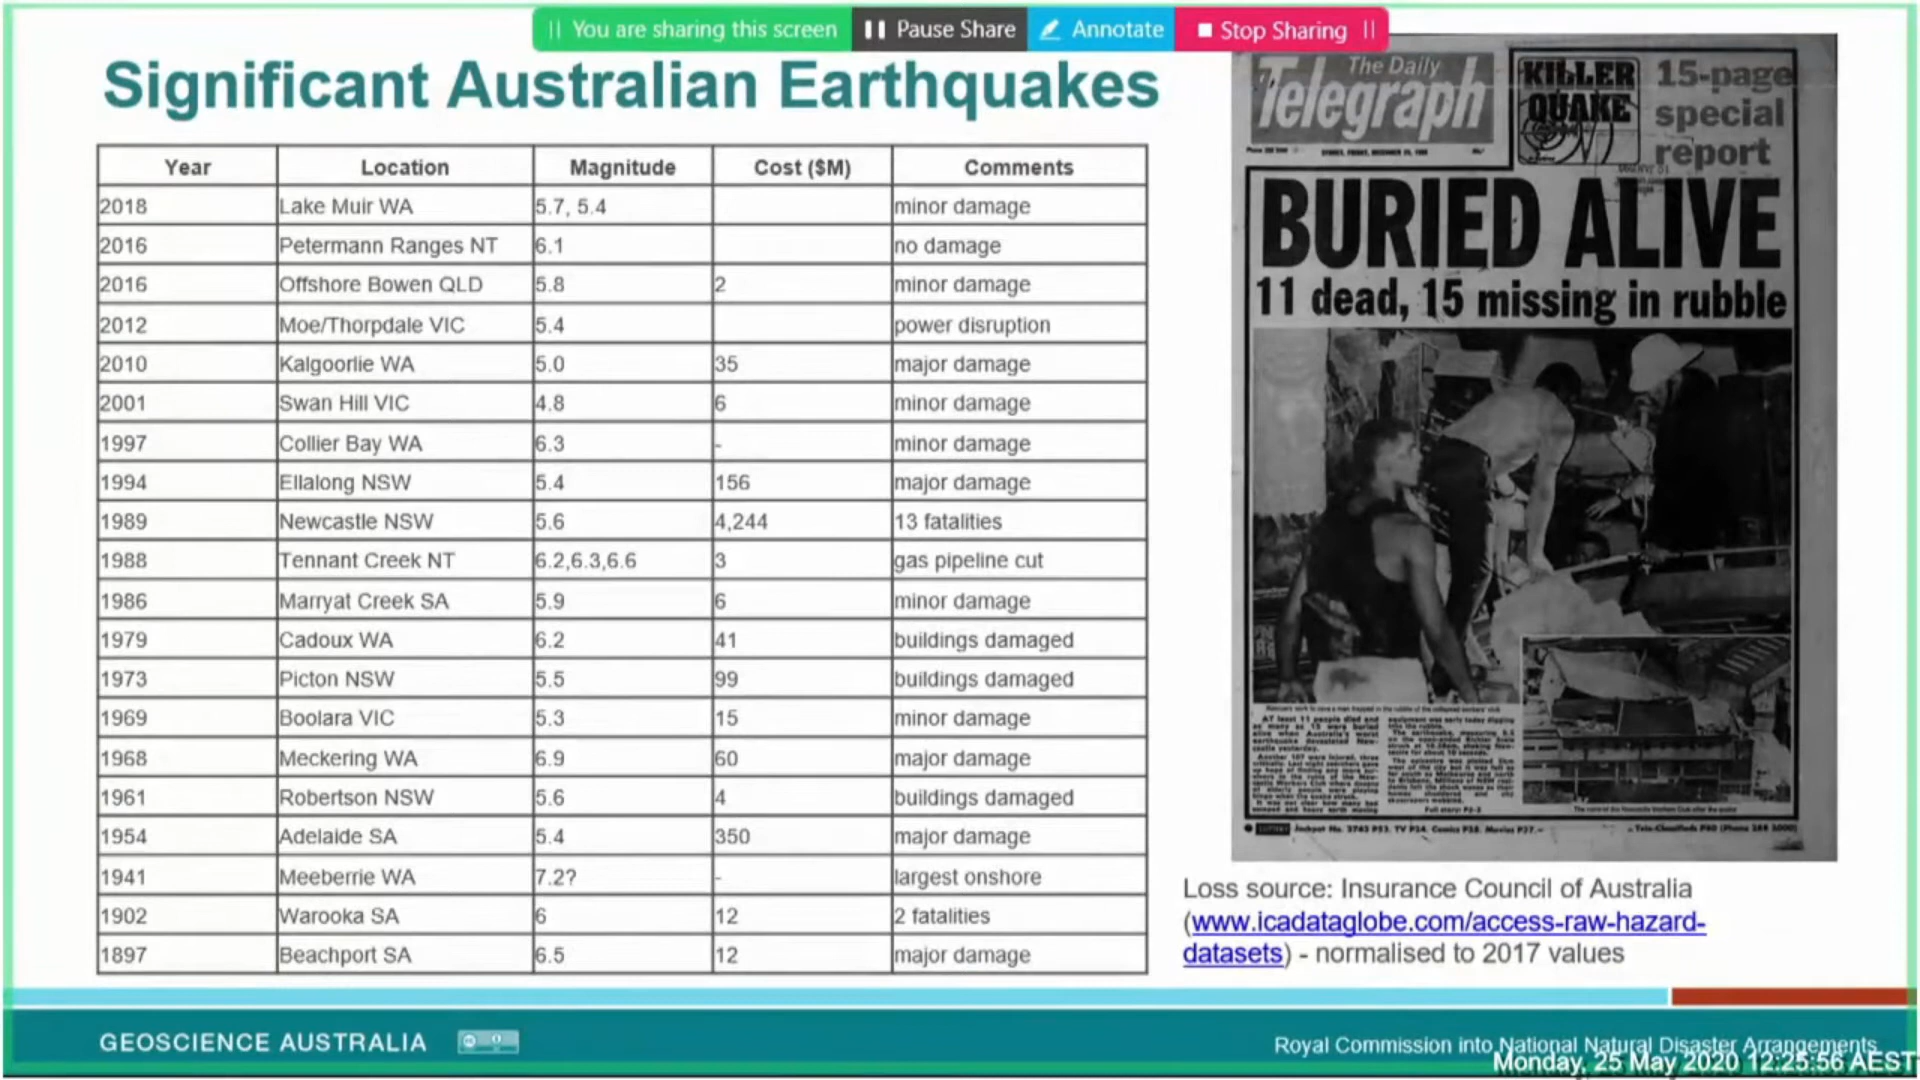 You are sharing this screen Pause Share Annotate Stop Sharing
Significant Australian Earthquakes
Year Location Magnitude Cost ($M) Comments
2018 Lake Muir WA 5.7, 5.4 minor damage
2016 Petermann Ranges NT 6.1 no damage
2016 Offshore Bowen QLD 5.8 2 minor damage
2012 Moe/Thorpdale VIC 5.4 power disruption
2010 Kalgoorlie WA 5.0 35 major damage
2001 Swan Hill VIC 4.8 6 minor damage
1997 Collier Bay WA 6.3 - minor damage
1994 Ellalong NSW 5.4 156 major damage
1989 Newcastle NSW 5.6 4,244 13 fatalities
1988 Tennant Creek NT 6.2,6.3,6.6 3 gas pipeline cut
1986 Marryat Creek SA 5.9 6 minor damage
1979 Cadoux WA 6.2 41 buildings damaged
1973 Picton NSW 5.5 99 buildings damaged
1969 Boolara VIC 5.3 15 minor damage
1968 Meckering WA 6.9 60 major damage
1961 Robertson NSW 5.6 4 buildings damaged
1954 Adelaide SA 5.4 350 major damage
1941 Meeberrie WA 7.2? - largest onshore
1902 Warooka SA 6 12 2 fatalities
1897 Beachport SA 6.5 12 major damage
The Daily
Telegraph
KILLER
QUAKE
15-page
special
report
BURIED ALIVE
11 dead, 15 missing in rubble
Loss source: Insurance Council of Australia
(www.icadataglobe.com/access-raw-hazard-
datasets) - normalised to 2017 values
GEOSCIENCE AUSTRALIA
Royal Commission into National Natural Disaster Arrangements
Monday, 25 May 2020 12:25:56 AEST